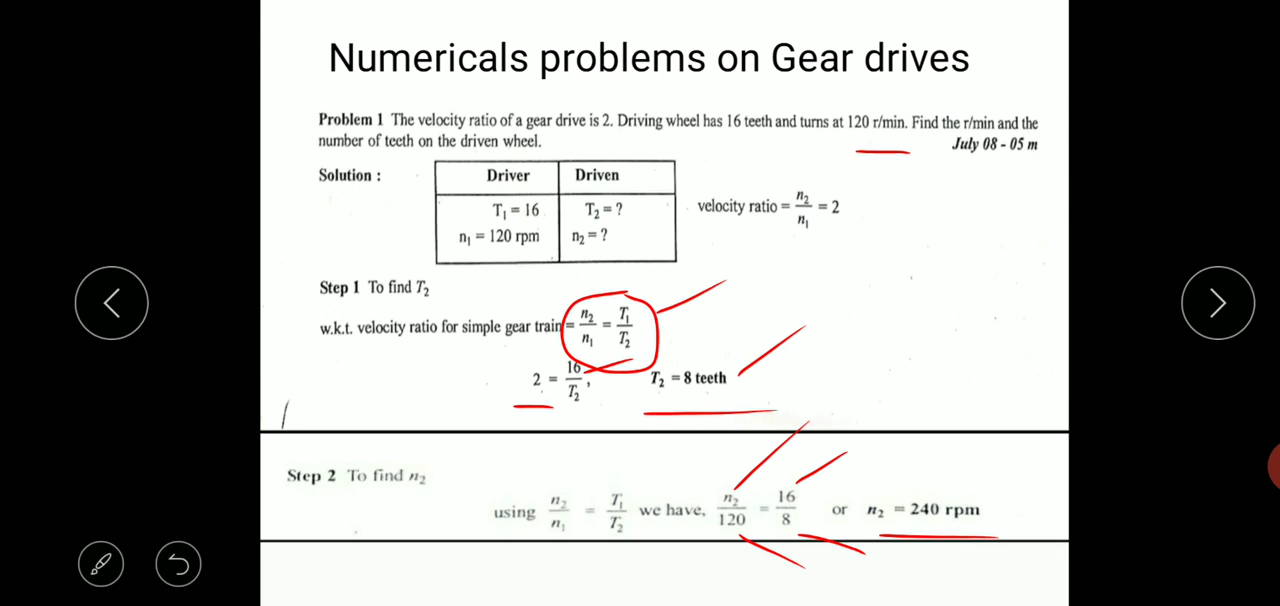 Numericals problems on Gear drives
Problem 1 The velocity ratio of a gear drive is 2. Driving wheel has 16 teeth and turns at 120 r/min. Find the r/min and the
number of teeth on the driven wheel. July 08 - 05 m
Solution :
Driver Driven
T₁ = 16 T₂ = ?
n₁ = 120 rpm n₂ = ?
velocity ratio = n₂/n₁ = 2
Step 1 To find T₂
w.k.t. velocity ratio for simple gear train = n₂/n₁ = T₁/T₂
2 = 16/T₂ , T₂ = 8 teeth
Step 2 To find n₂
using n₂/n₁ = T₁/T₂ we have, n₂/120 = 16/8 or n₂ = 240 rpm